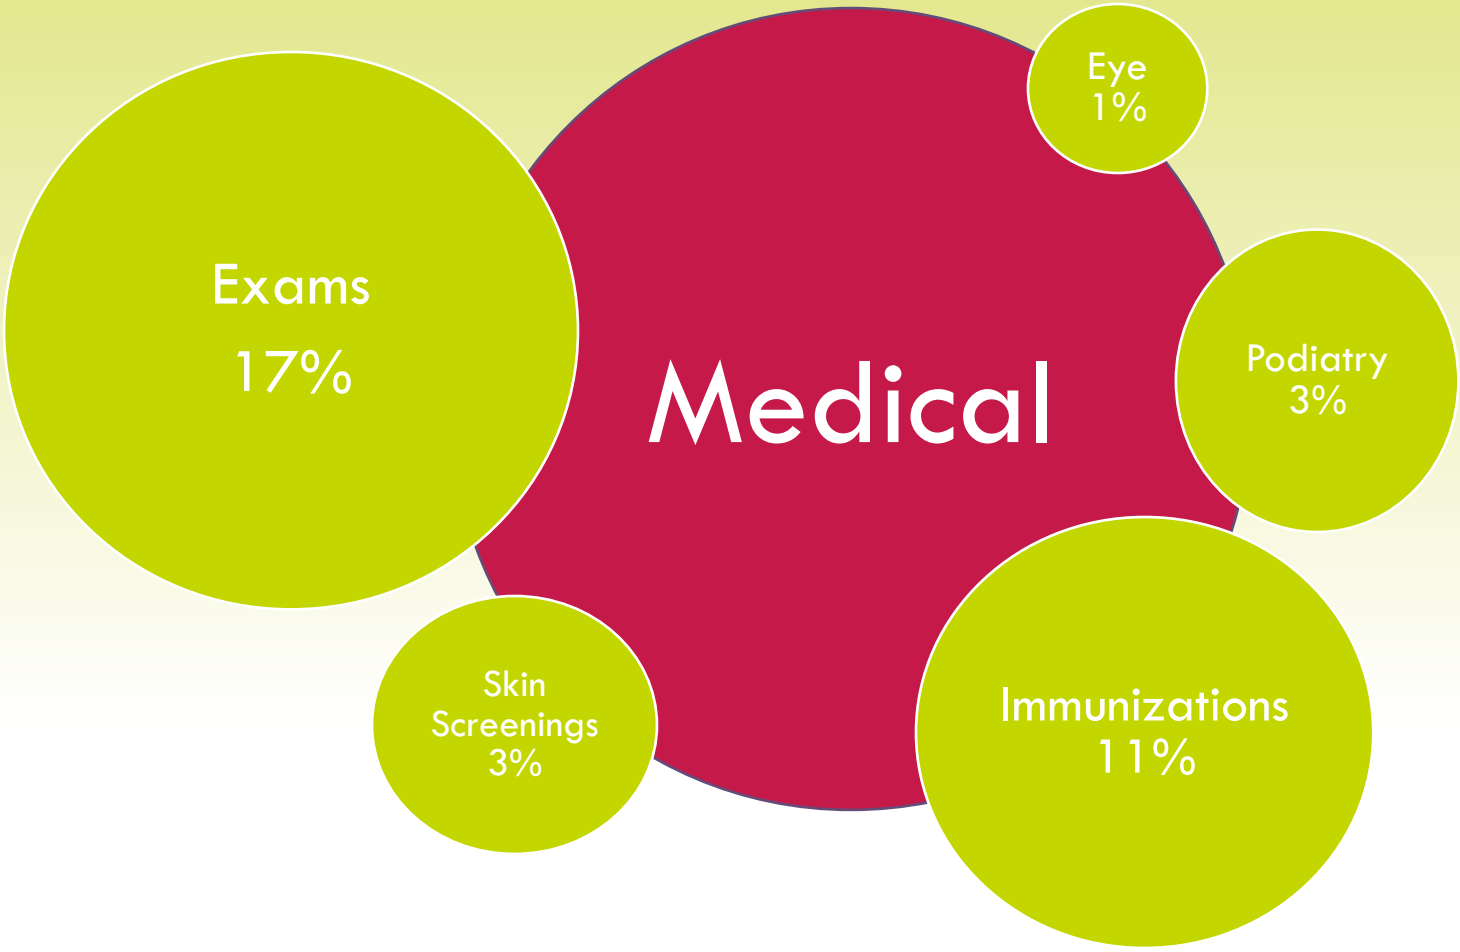 Eye
1%
Exams
17%
Medical
Podiatry
3%
Skin
Screenings
3%
Immunizations
11%